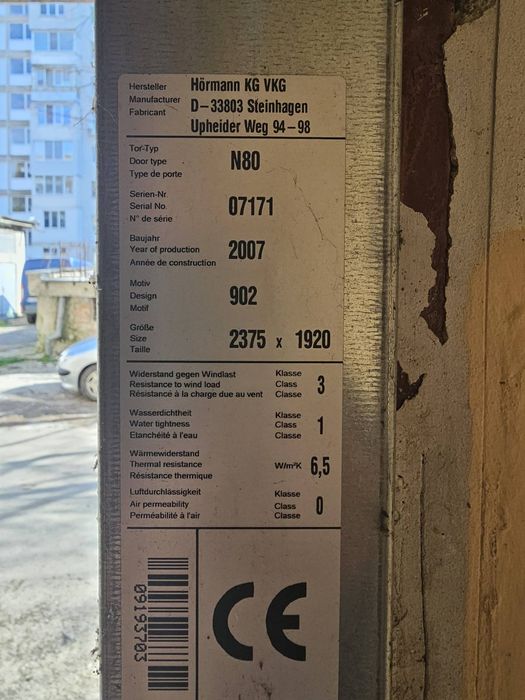 Hersteller
Manufacturer
Fabricant
Hörmann KG VKG
D-33803 Steinhagen
Upheider Weg 94-98
Tor-Typ
Door type
Type de porte
N80
Serien-Nr.
Serial No.
N° de série
07171
Baujahr
Year of production
Année de construction
2007
Motiv
Design
Motif
902
Größe
Size
Taille
2375 x 1920
Widerstand gegen Windlast Klasse
Resistance to wind load Class
Résistance à la charge due au vent Classe
3
Wasserdichtheit Klasse
Water tightness Class
Etanchéité à l'eau Classe
1
Wärmewiderstand
Thermal resistance W/m²K 6,5
Résistance thermique
Luftdurchlässigkeit Klasse
Air permeability Class
Perméabilité à l'air Classe
0
09193703
CE